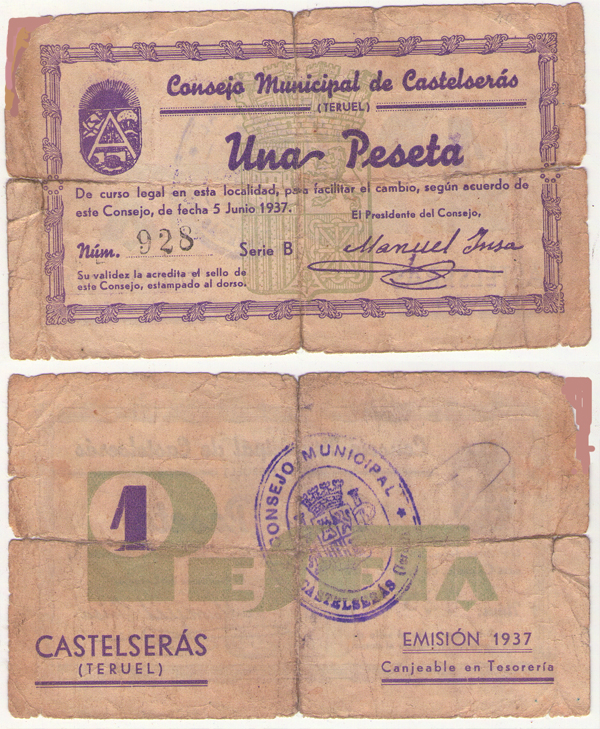 Consejo Municipal de Castelserás
(TERUEL)
Una Peseta
De curso legal en esta localidad, para facilitar el cambio, según acuerdo de
este Consejo, de fecha 5 Junio 1937.
El Presidente del Consejo,
Núm. 928 Serie B
Manuel Insa
Su validez la acredita el sello de
este Consejo, estampado al dorso.
1
PESETA
CONSEJO MUNICIPAL
CASTELSERÁS (Teruel)
CASTELSERÁS
(TERUEL)
EMISIÓN 1937
Canjeable en Tesorería